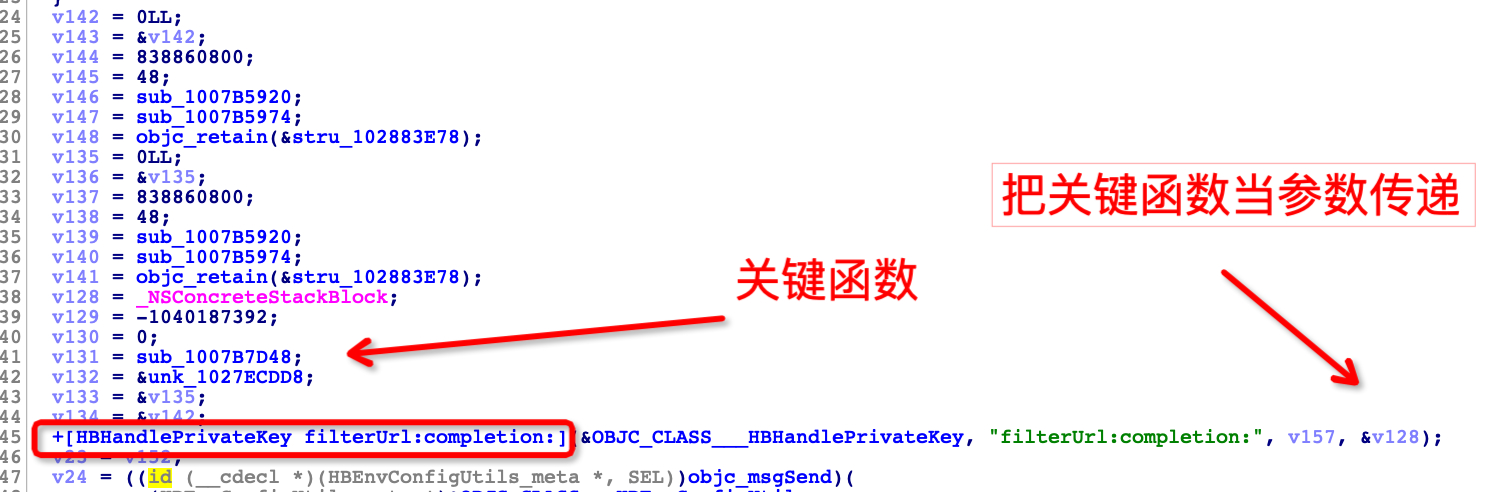 }
24 v142 = 0LL;
25 v143 = &v142;
26 v144 = 838860800;
27 v145 = 48;
28 v146 = sub_1007B5920;
29 v147 = sub_1007B5974;
30 v148 = objc_retain(&stru_102883E78);
31 v135 = 0LL;
32 v136 = &v135;
33 v137 = 838860800;
34 v138 = 48;
35 v139 = sub_1007B5920;
36 v140 = sub_1007B5974;
37 v141 = objc_retain(&stru_102883E78);
38 v128 = _NSConcreteStackBlock;
39 v129 = -1040187392;
40 v130 = 0;
41 v131 = sub_1007B7D48;
42 v132 = &unk_1027ECDD8;
43 v133 = &v135;
44 v134 = &v142;
45 +[HBHandlePrivateKey filterUrl:completion:](&OBJC_CLASS___HBHandlePrivateKey, "filterUrl:completion:", v157, &v128);
46 v23 = v152;
47 v24 = ((id (__cdecl *)(HBEnvConfigUtils_meta *, SEL))objc_msgSend)(
关键函数
把关键函数当参数传递